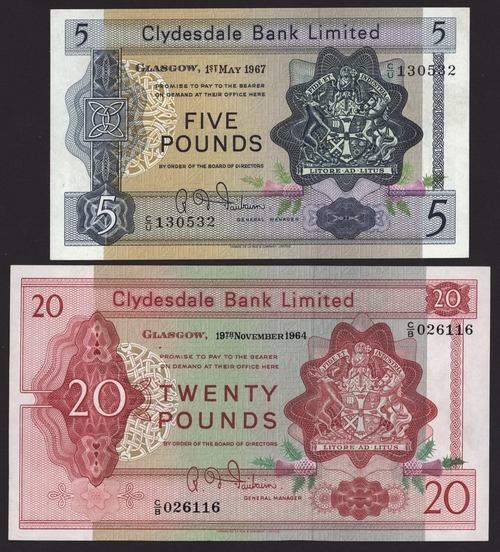 5 Clydesdale Bank Limited 5
Glasgow, 1st May 1967
C/U 130532
PROMISE TO PAY TO THE BEARER
ON DEMAND AT THEIR OFFICE HERE
FIVE
POUNDS
BY ORDER OF THE BOARD OF DIRECTORS
FIDE ET INDUSTRIA
LITORE AD LITUS
R. D. Fairbairn
GENERAL MANAGER
5 C/U 130532 5
20 Clydesdale Bank Limited 20
Glasgow, 19th November 1964
C/B 026116
PROMISE TO PAY TO THE BEARER
ON DEMAND AT THEIR OFFICE HERE
20 TWENTY
POUNDS
BY ORDER OF THE BOARD OF DIRECTORS
FIDE ET INDUSTRIA
LITORE AD LITUS
R. D. Fairbairn
GENERAL MANAGER
C/B 026116 20